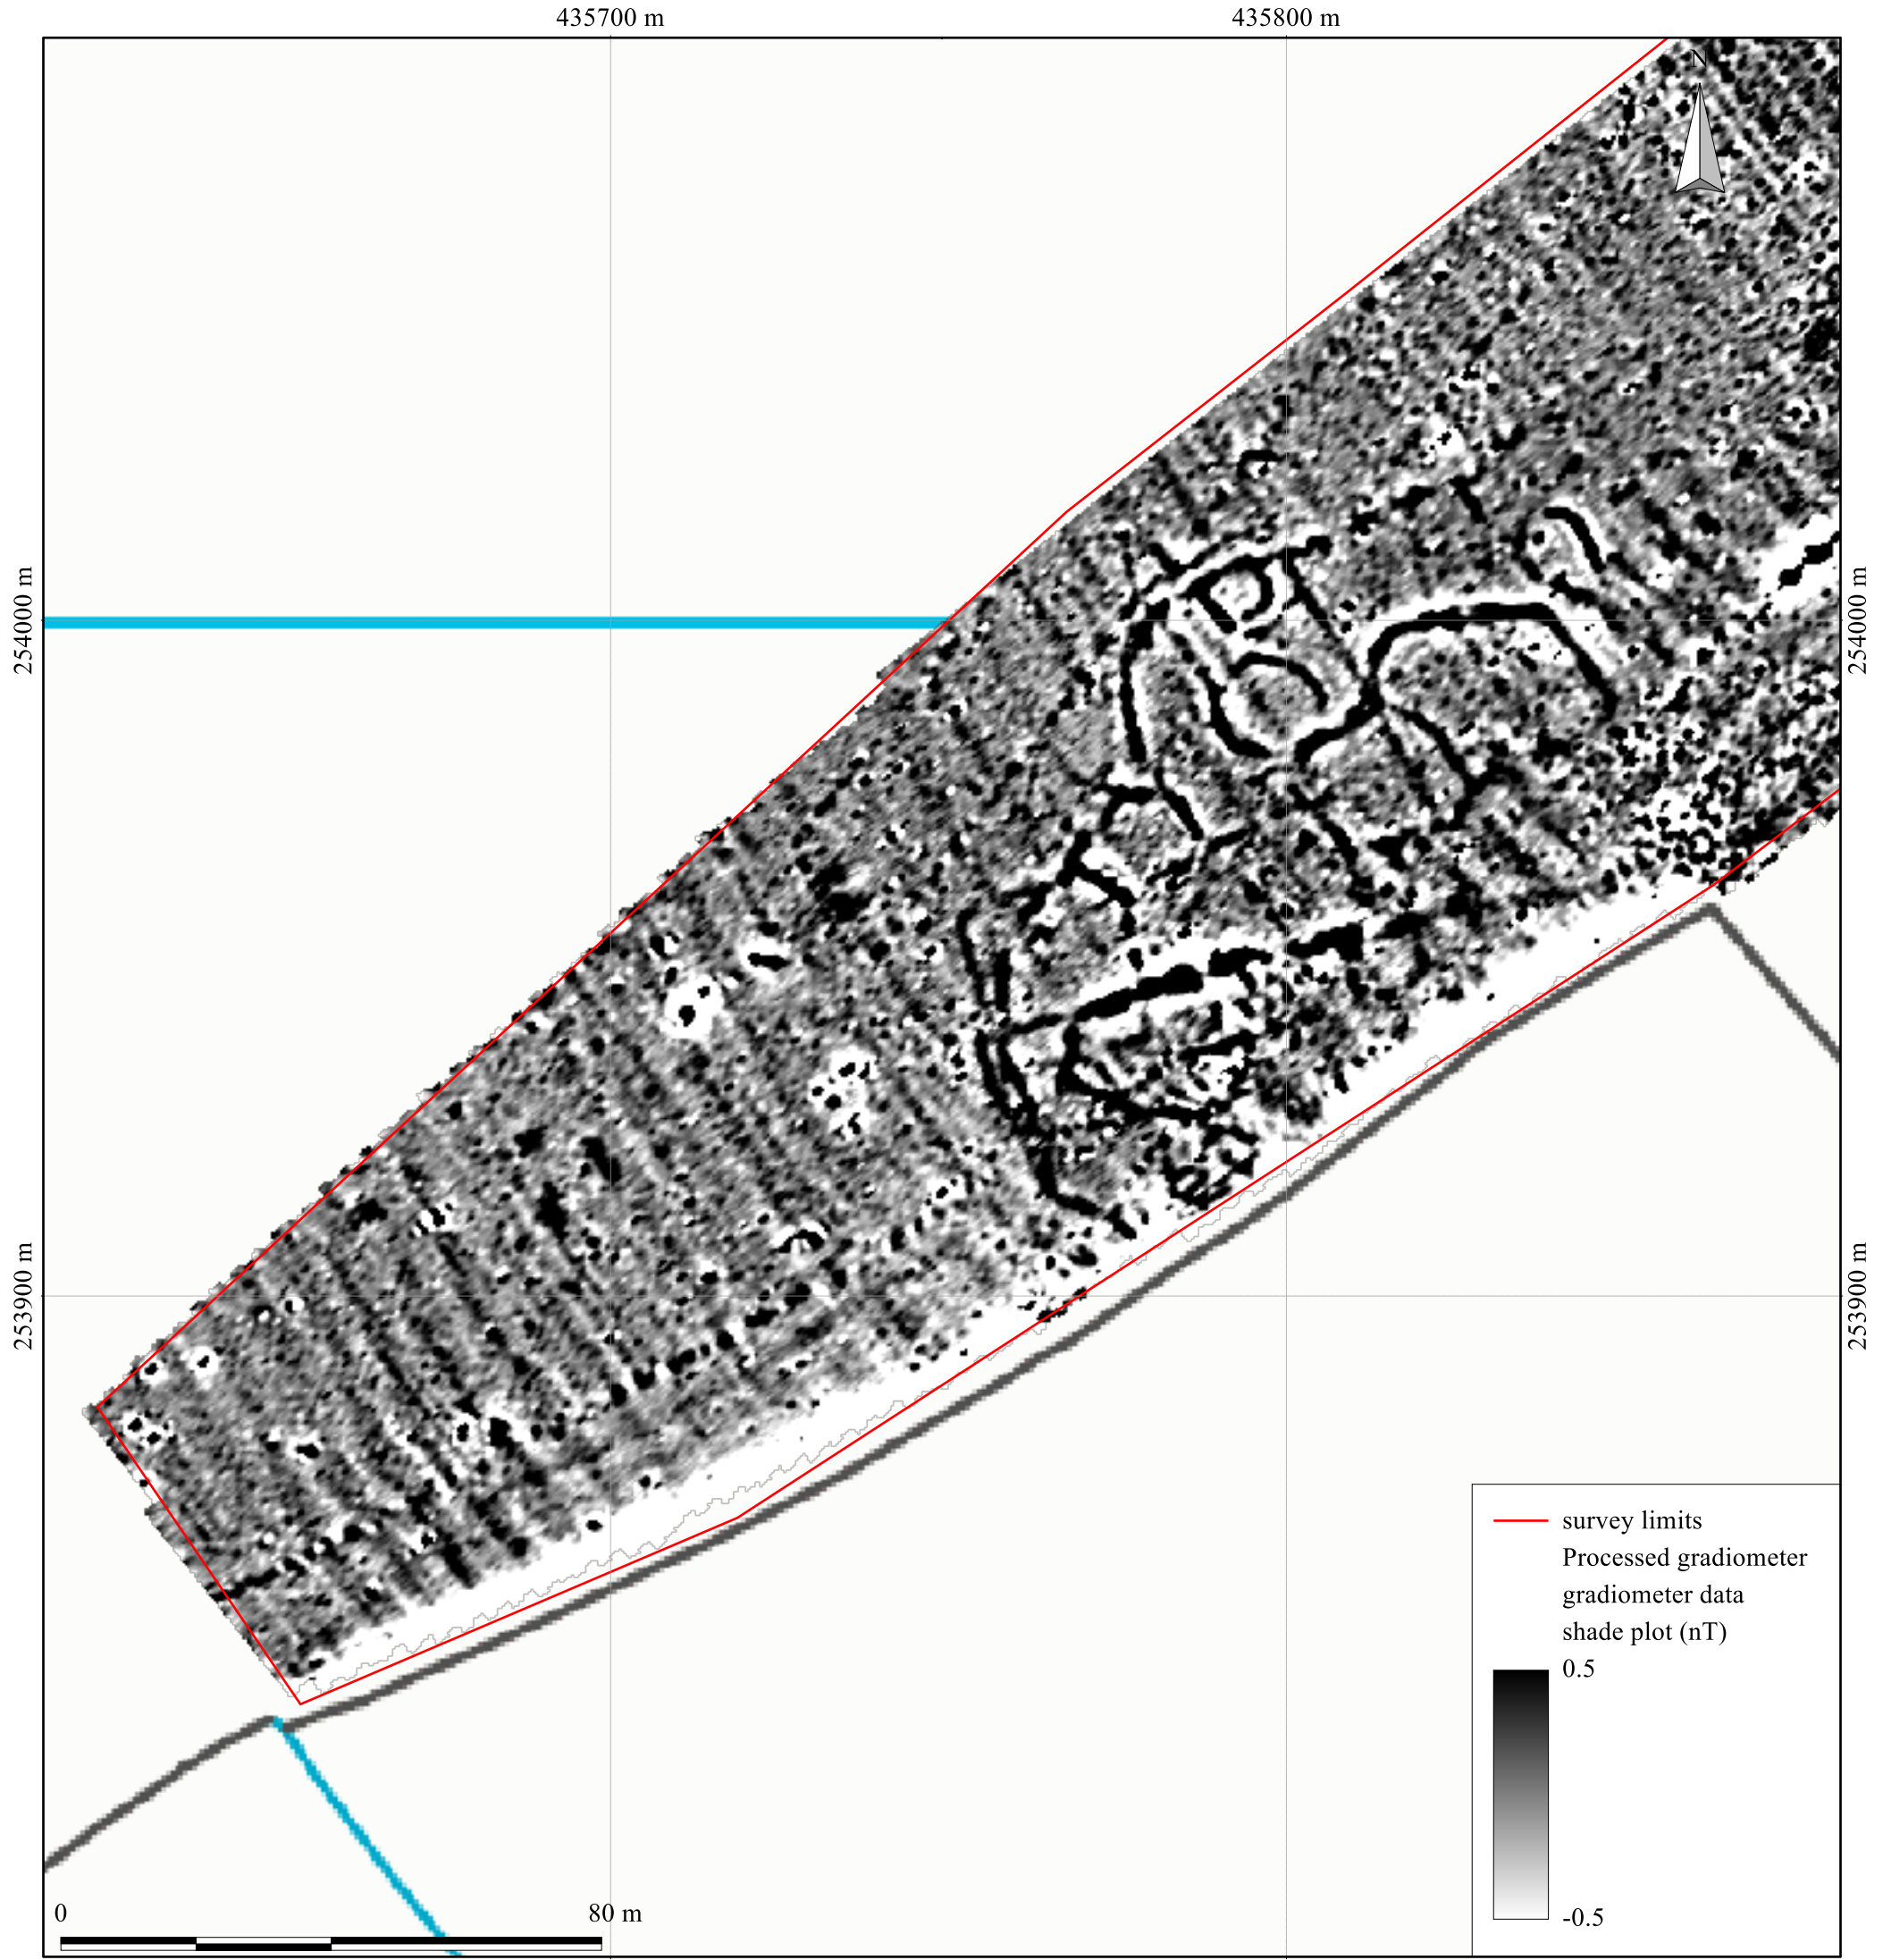 435700 m
435800 m
N
254000 m
254000 m
253900 m
253900 m
survey limits
Processed gradiometer
gradiometer data
shade plot (nT)
0.5
-0.5
0
80 m